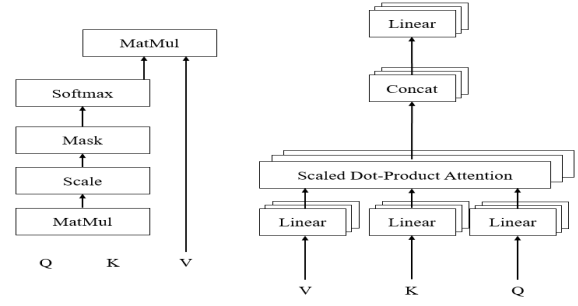 MatMul
Softmax
Mask
Scale
MatMul
Q K V
Linear
Concat
Scaled Dot-Product Attention
Linear Linear Linear
V K Q